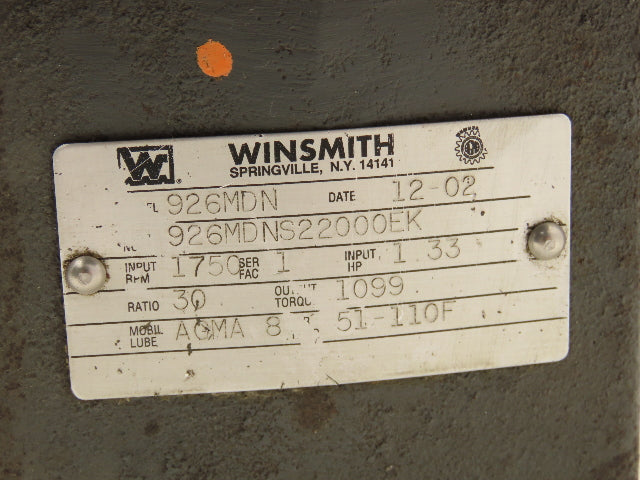 W WINSMITH
SPRINGVILLE, N.Y. 14141
926MDN DATE 12-02
926MDNS22000EK
INPUT RPM 1750 SER FAC 1 INPUT HP 1.33
RATIO 30 OUTPUT TORQUE 1099
MOBIL LUBE AGMA 8 51-110F